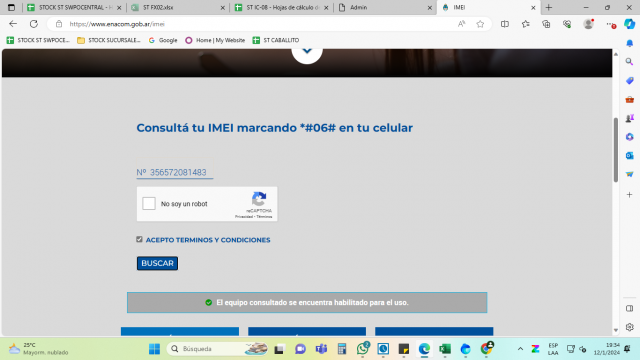 STOCK ST SWPOCENTRAL - H
ST FX02.xlsx
ST IC-08 - Hojas de cálculo de
Admin
IMEI
https://www.enacom.gob.ar/imei
STOCK ST SWPOCE...
STOCK SUCURSALE...
Google
Home | My Website
ST CABALLITO
Consultá tu IMEI marcando *#06# en tu celular
Nº 356572081483
No soy un robot
reCAPTCHA
Privacidad - Términos
ACEPTO TERMINOS Y CONDICIONES
BUSCAR
El equipo consultado se encuentra habilitado para el uso.
25°C
Mayorm. nublado
Búsqueda
ESP
LAA
19:34
12/1/2024